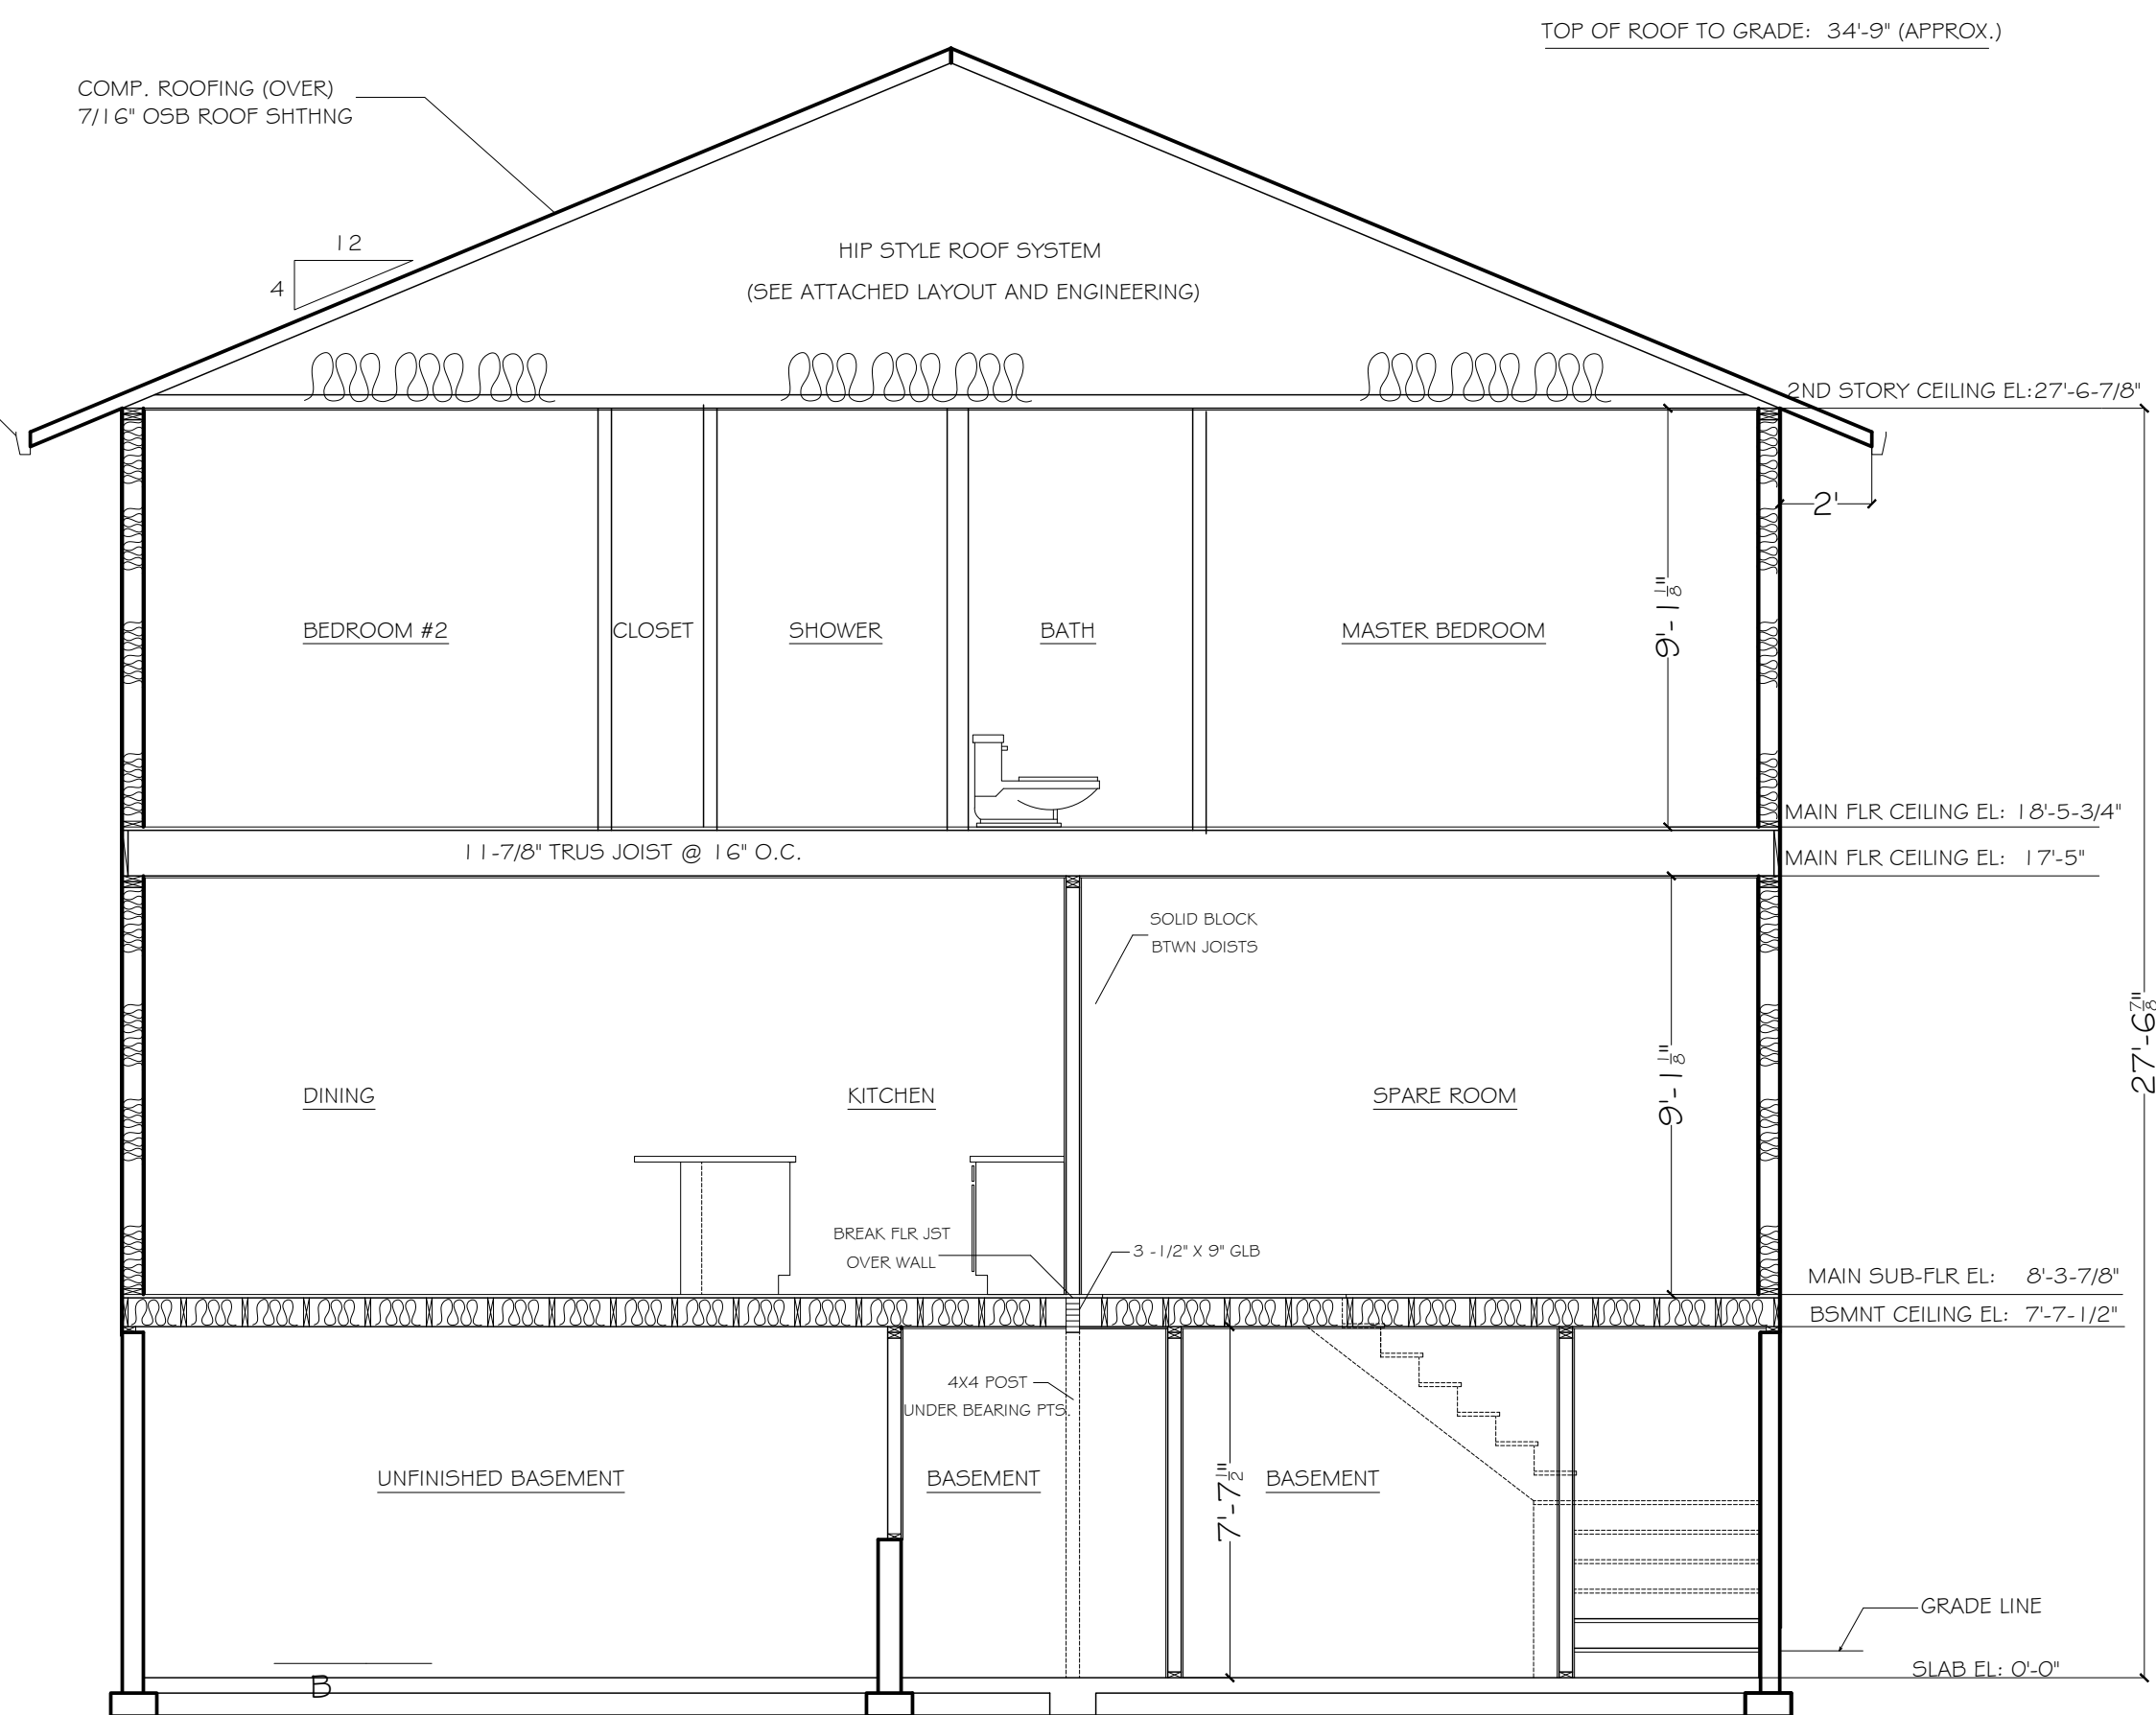 TOP OF ROOF TO GRADE: 34'-9" (APPROX.)
COMP. ROOFING (OVER)
7/16" OSB ROOF SHTHNG
12
4
HIP STYLE ROOF SYSTEM
(SEE ATTACHED LAYOUT AND ENGINEERING)
2ND STORY CEILING EL:27'-6-7/8"
2'
9'-1 1/8"
BEDROOM #2
CLOSET
SHOWER
BATH
MASTER BEDROOM
MAIN FLR CEILING EL: 18'-5-3/4"
11-7/8" TRUS JOIST @ 16" O.C.
MAIN FLR CEILING EL: 17'-5"
SOLID BLOCK
BTWN JOISTS
27'-6 7/8"
9'-1 1/8"
DINING
KITCHEN
SPARE ROOM
BREAK FLR JST
OVER WALL
3 -1/2" X 9" GLB
MAIN SUB-FLR EL: 8'-3-7/8"
BSMNT CEILING EL: 7'-7-1/2"
4X4 POST
UNDER BEARING PTS.
UNFINISHED BASEMENT
BASEMENT
7'-7 1/2"
BASEMENT
GRADE LINE
SLAB EL: 0'-0"
B